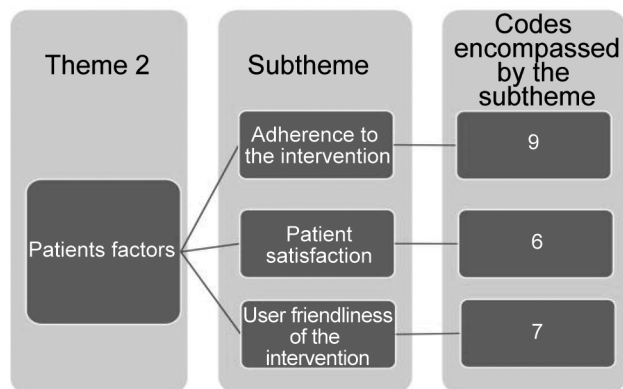 Theme 2
Subtheme
Codes
encompassed
by the
subtheme
Patients factors
Adherence to
the intervention
9
Patient
satisfaction
6
User friendliness
of the
intervention
7